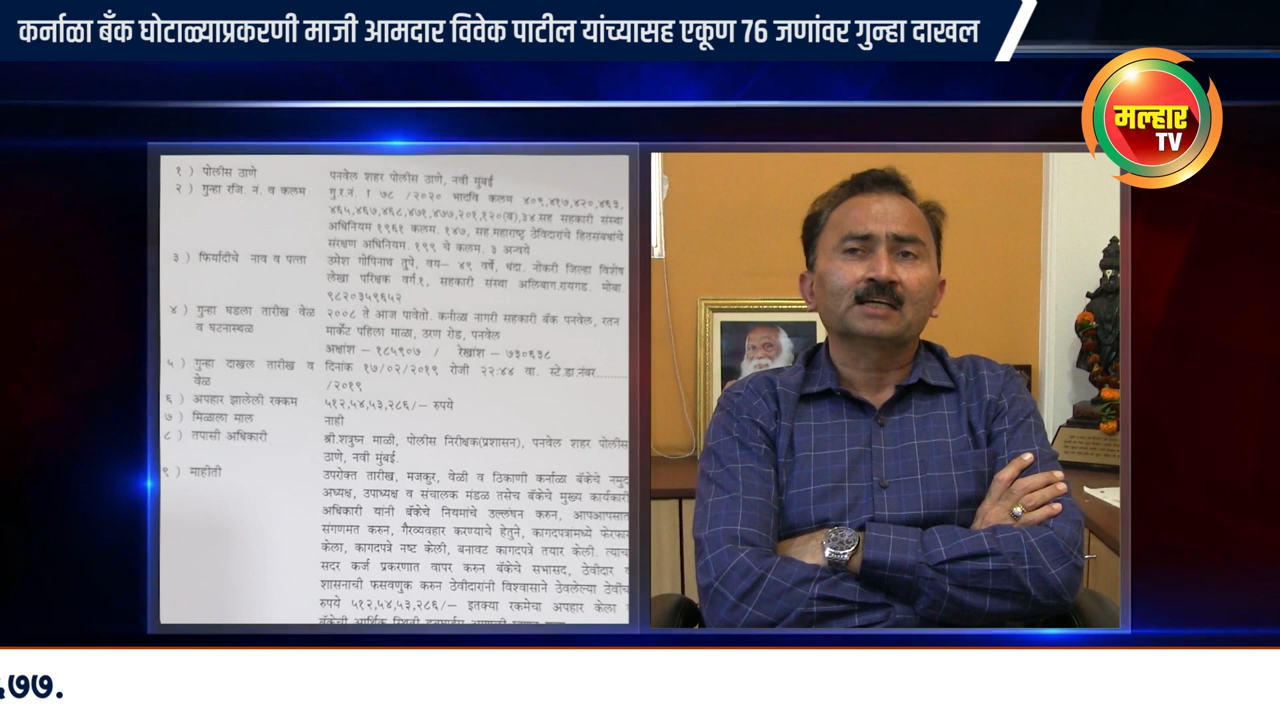 कर्नाळा बँक घोटाळ्याप्रकरणी माजी आमदार विवेक पाटील यांच्यासह एकूण 76 जणांवर गुन्हा दाखल
मल्हार
TV
१ ) पोलीस ठाणे पनवेल शहर पोलीस ठाणे, नवी मुंबई
२ ) गुन्हा रजि. नं. व कलम गु.र.नं. I ७८ /२०२० भादवि कलम ४०९,४१७,४२०,४६३,
४६५,४६७,४६८,४७१,४७७,२०१,१२०(ब),३४ सह सहकारी संस्था
अधिनियम १९६१ कलम. १४७, सह महाराष्ट्र ठेविदारांचे हितसंबंधांचे
संरक्षण अधिनियम. १९९ चे कलम. ३ अन्वये
३ ) फिर्यादीचे नाव व पत्ता उमेश गोपिनाथ तुपे, वय– ४९ वर्षे, धंदा. नोकरी जिल्हा विशेष
लेखा परिक्षक वर्ग.१, सहकारी संस्था अलिबाग.रायगड. मोबा.
९८२०३५९६५२
४ ) गुन्हा घडला तारीख वेळ २००८ ते आज पावेतो. कर्नाळा नागरी सहकारी बँक पनवेल, रतन
व घटनास्थळ मार्केट पहिला माळा, उरण रोड, पनवेल
अक्षांश – १८५९०७ / रेखांश – ७३०६३८
५ ) गुन्हा दाखल तारीख व दिनांक १७/०२/२०१९ रोजी २२:४४ वा. स्टे.डा.नंबर.........
वेळ /२०१९
६ ) अपहार झालेली रक्कम ५१२,५४,५३,२८६/– रुपये
७ ) मिळाला माल नाही
८ ) तपासी अधिकारी श्री.शत्रुघ्न माळी, पोलीस निरीक्षक(प्रशासन), पनवेल शहर पोलीस
ठाणे, नवी मुंबई.
९ ) माहीती उपरोक्त तारीख, मजकुर, वेळी व ठिकाणी कर्नाळा बँकेचे नमुद
अध्यक्ष, उपाध्यक्ष व संचालक मंडळ तसेच बँकेचे मुख्य कार्यकारी
अधिकारी यांनी बँकेचे नियमांचे उल्लंघन करुन, आपआपसात
संगणमत करुन, गैरव्यवहार करण्याचे हेतुने, कागदपत्रामध्ये फेरफार
केला, कागदपत्रे नष्ट केली, बनावट कागदपत्रे तयार केली. त्याच
सदर कर्ज प्रकरणात वापर करुन बँकेचे सभासद, ठेवीदार व
शासनाची फसवणुक करुन ठेवीदारांनी विश्वासाने ठेवलेल्या ठेवीच
रुपये ५१२,५४,५३,२८६/– इतक्या रकमेचा अपहार केला
बँकेची आर्थिक स्थिती
७७.